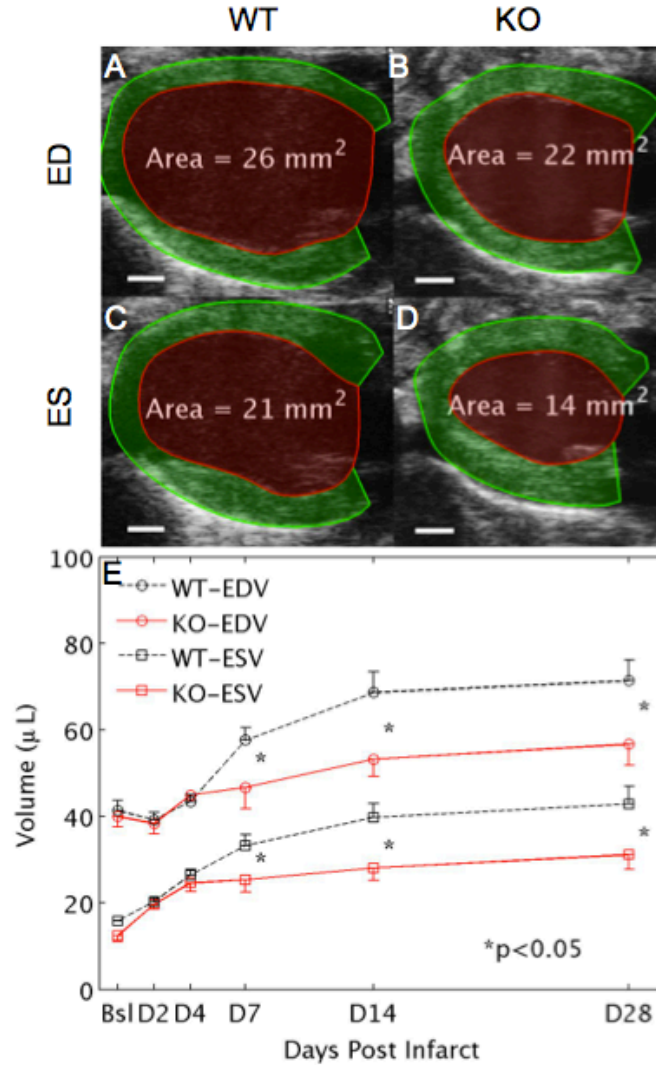 WT KO
A B
ED
Area = 26 mm² Area = 22 mm²
C D
ES
Area = 21 mm² Area = 14 mm²
E
100
80
60
40
20
0
Volume (μ L)
WT–EDV
KO–EDV
WT–ESV
KO–ESV
*
*
*
*
*
*
*p<0.05
Bsl D2 D4 D7 D14 D28
Days Post Infarct